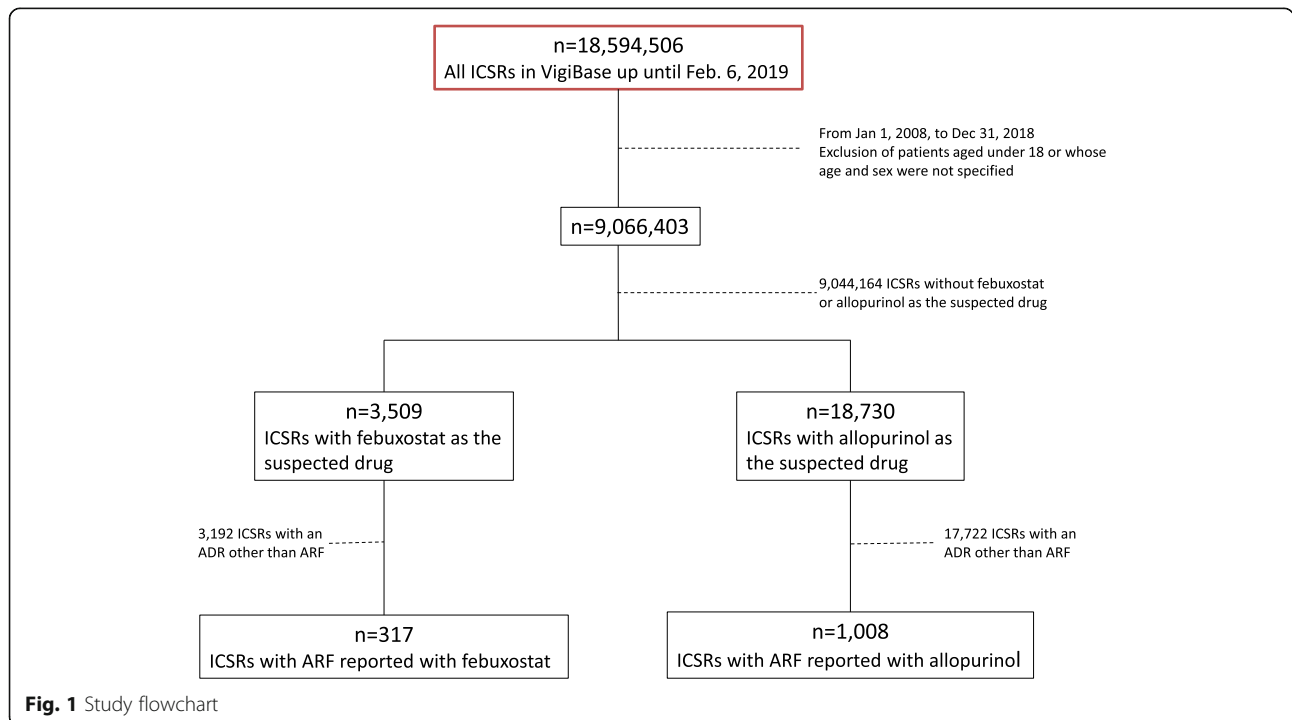 n=18,594,506
All ICSRs in VigiBase up until Feb. 6, 2019
From Jan 1, 2008, to Dec 31, 2018
Exclusion of patients aged under 18 or whose
age and sex were not specified
n=9,066,403
9,044,164 ICSRs without febuxostat
or allopurinol as the suspected drug
n=3,509
ICSRs with febuxostat as the
suspected drug
n=18,730
ICSRs with allopurinol as
the suspected drug
3,192 ICSRs with an
ADR other than ARF
17,722 ICSRs with an
ADR other than ARF
n=317
ICSRs with ARF reported with febuxostat
n=1,008
ICSRs with ARF reported with allopurinol
Fig. 1 Study flowchart